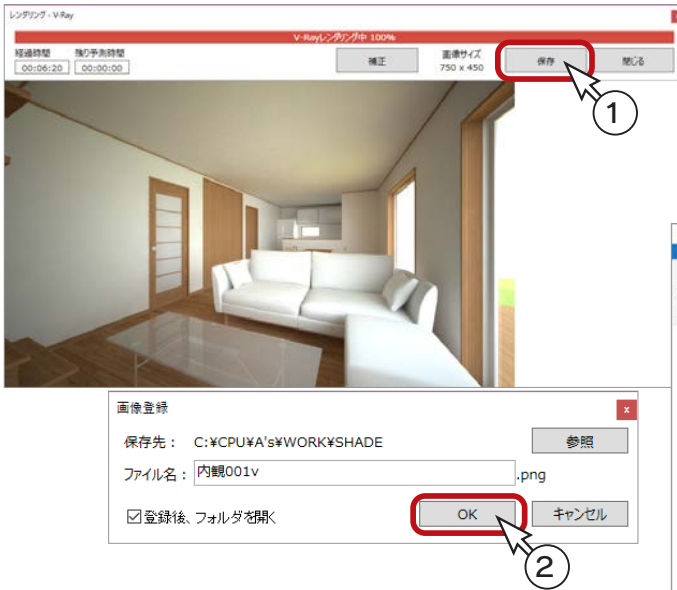 レンダリング - V-Ray
V-Rayレンダリング中 100%
経過時間 残り予測時間 補正 画像サイズ 保存 閉じる
00:06:20 00:00:00 750 x 450
1
画像登録
x
保存先： C:¥CPU¥A's¥WORK¥SHADE 参照
ファイル名： 内観001v .png
登録後、フォルダを開く OK キャンセル
2